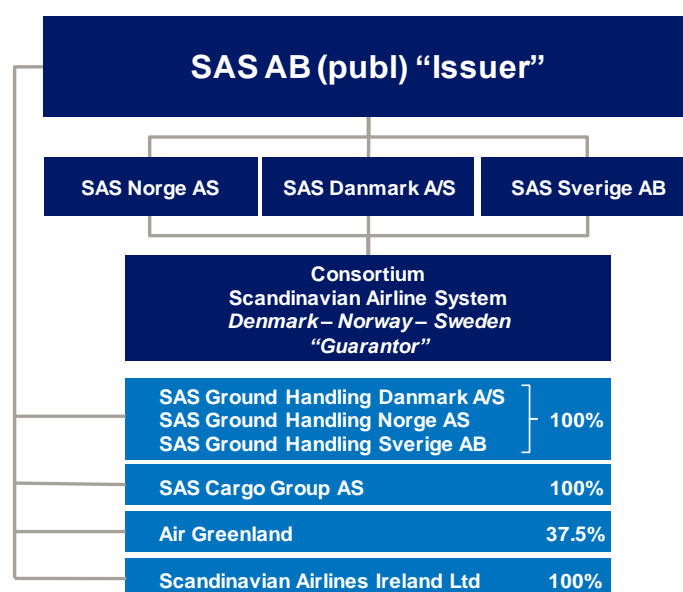 SAS AB (publ) “Issuer”
SAS Norge AS
SAS Danmark A/S
SAS Sverige AB
Consortium
Scandinavian Airline System
Denmark – Norway – Sweden
“Guarantor”
SAS Ground Handling Danmark A/S
SAS Ground Handling Norge AS 100%
SAS Ground Handling Sverige AB
SAS Cargo Group AS 100%
Air Greenland 37.5%
Scandinavian Airlines Ireland Ltd 100%